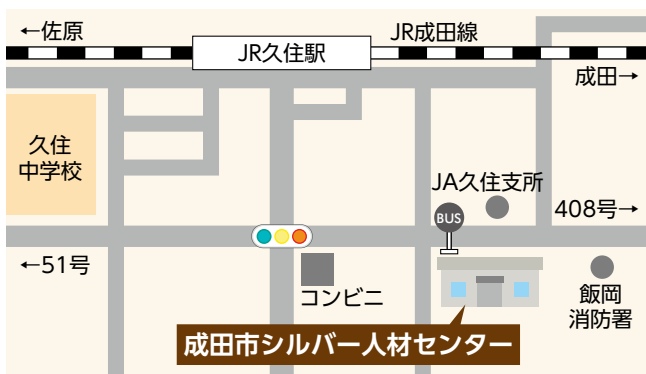 ←佐原
JR久住駅
JR成田線
成田→
久住
中学校
JA久住支所
BUS
408号→
←51号
コンビニ
飯岡
消防署
成田市シルバー人材センター